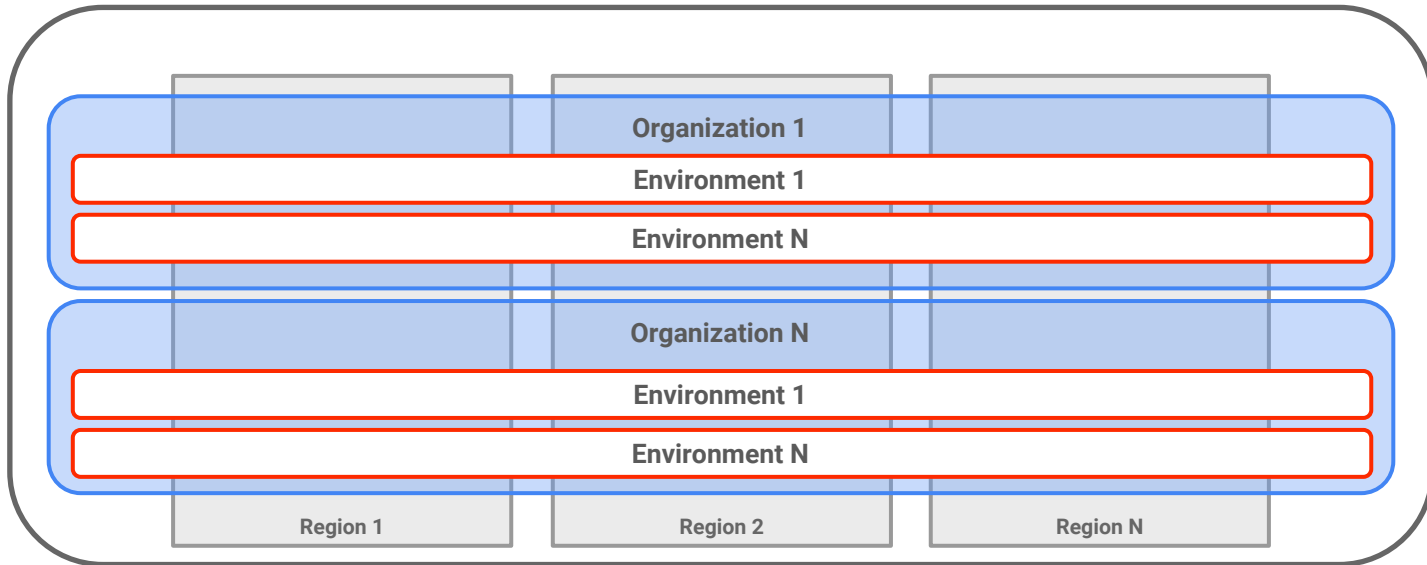 Organization 1
Environment 1
Environment N
Organization N
Environment 1
Environment N
Region 1
Region 2
Region N